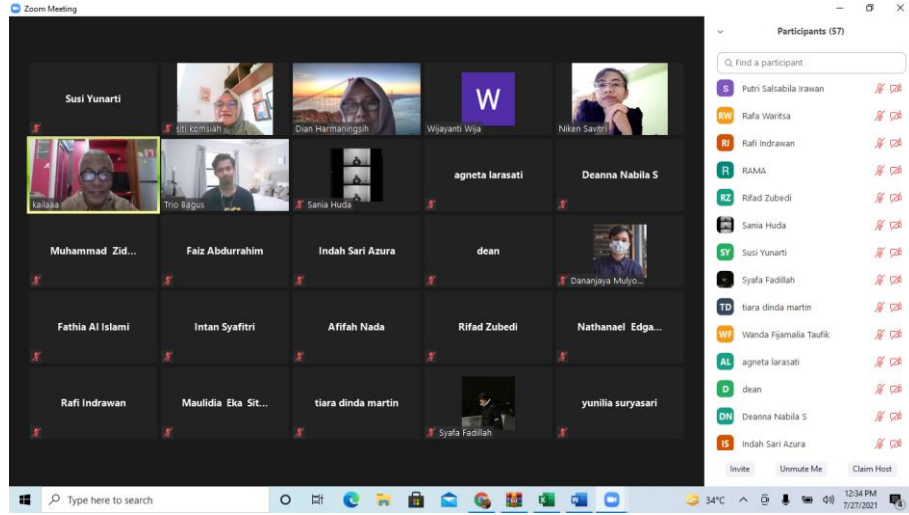 Zoom Meeting
Participants (57)
Find a participant
Susi Yunarti
siti komsiah
Dian Harmaningsih
W
Wijayanti Wija
Niken Savitri
kailaaa
Trio Bagus
Sania Huda
agneta larasati
Deanna Nabila S
Muhammad Zid...
Faiz Abdurrahim
Indah Sari Azura
dean
Dananjaya Mulyo...
Fathia Al Islami
Intan Syafitri
Afifah Nada
Rifad Zubedi
Nathanael Edga...
Rafi Indrawan
Maulidia Eka Sit...
tiara dinda martin
Syafa Fadillah
yunilia suryasari
S Putri Salsabila Irawan
RW Rafa Waritsa
RI Rafi Indrawan
R RAMA
RZ Rifad Zubedi
Sania Huda
SY Susi Yunarti
Syafa Fadillah
TD tiara dinda martin
WF Wanda Fijamalia Taufik
AL agneta larasati
D dean
DN Deanna Nabila S
IS Indah Sari Azura
Invite Unmute Me Claim Host
Type here to search
34°C
12:34 PM
7/27/2021